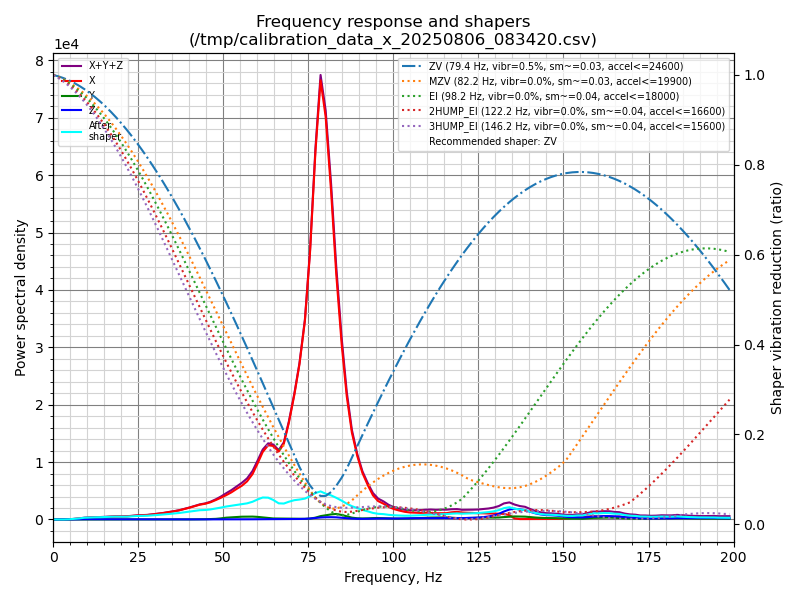 Frequency response and shapers
(/tmp/calibration_data_x_20250806_083420.csv)
1e4
X+Y+Z
X
Y
Z
After
shaper
ZV (79.4 Hz, vibr=0.5%, sm~=0.03, accel<=24600)
MZV (82.2 Hz, vibr=0.0%, sm~=0.03, accel<=19900)
EI (98.2 Hz, vibr=0.0%, sm~=0.04, accel<=18000)
2HUMP_EI (122.2 Hz, vibr=0.0%, sm~=0.04, accel<=16600)
3HUMP_EI (146.2 Hz, vibr=0.0%, sm~=0.04, accel<=15600)
Recommended shaper: ZV
Power spectral density
8
7
6
5
4
3
2
1
0
1.0
0.8
0.6
0.4
0.2
0.0
Shaper vibration reduction (ratio)
0 25 50 75 100 125 150 175 200
Frequency, Hz